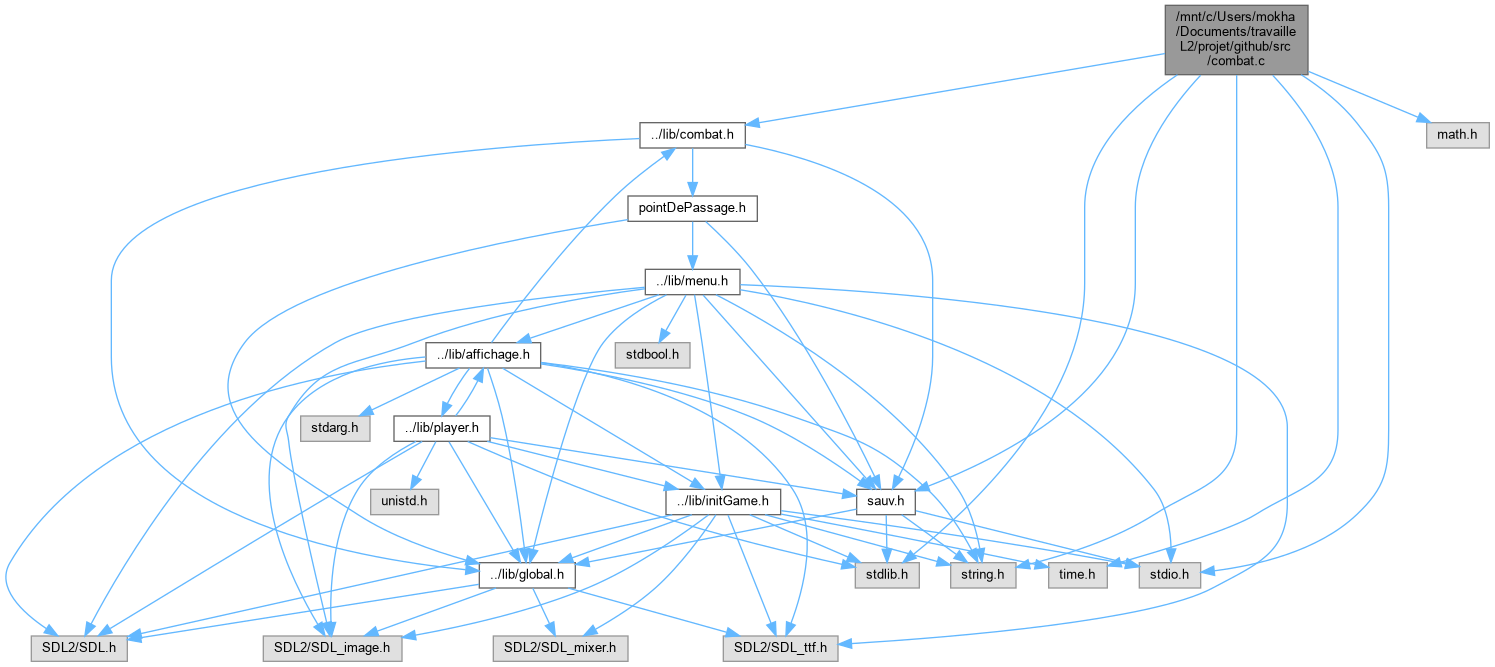 /mnt/c/Users/mokha
/Documents/travaille
L2/projet/github/src
/combat.c
../lib/combat.h
math.h
pointDePassage.h
../lib/menu.h
../lib/affichage.h
stdbool.h
stdarg.h
../lib/player.h
unistd.h
../lib/initGame.h
sauv.h
../lib/global.h
stdlib.h
string.h
time.h
stdio.h
SDL2/SDL.h
SDL2/SDL_image.h
SDL2/SDL_mixer.h
SDL2/SDL_ttf.h